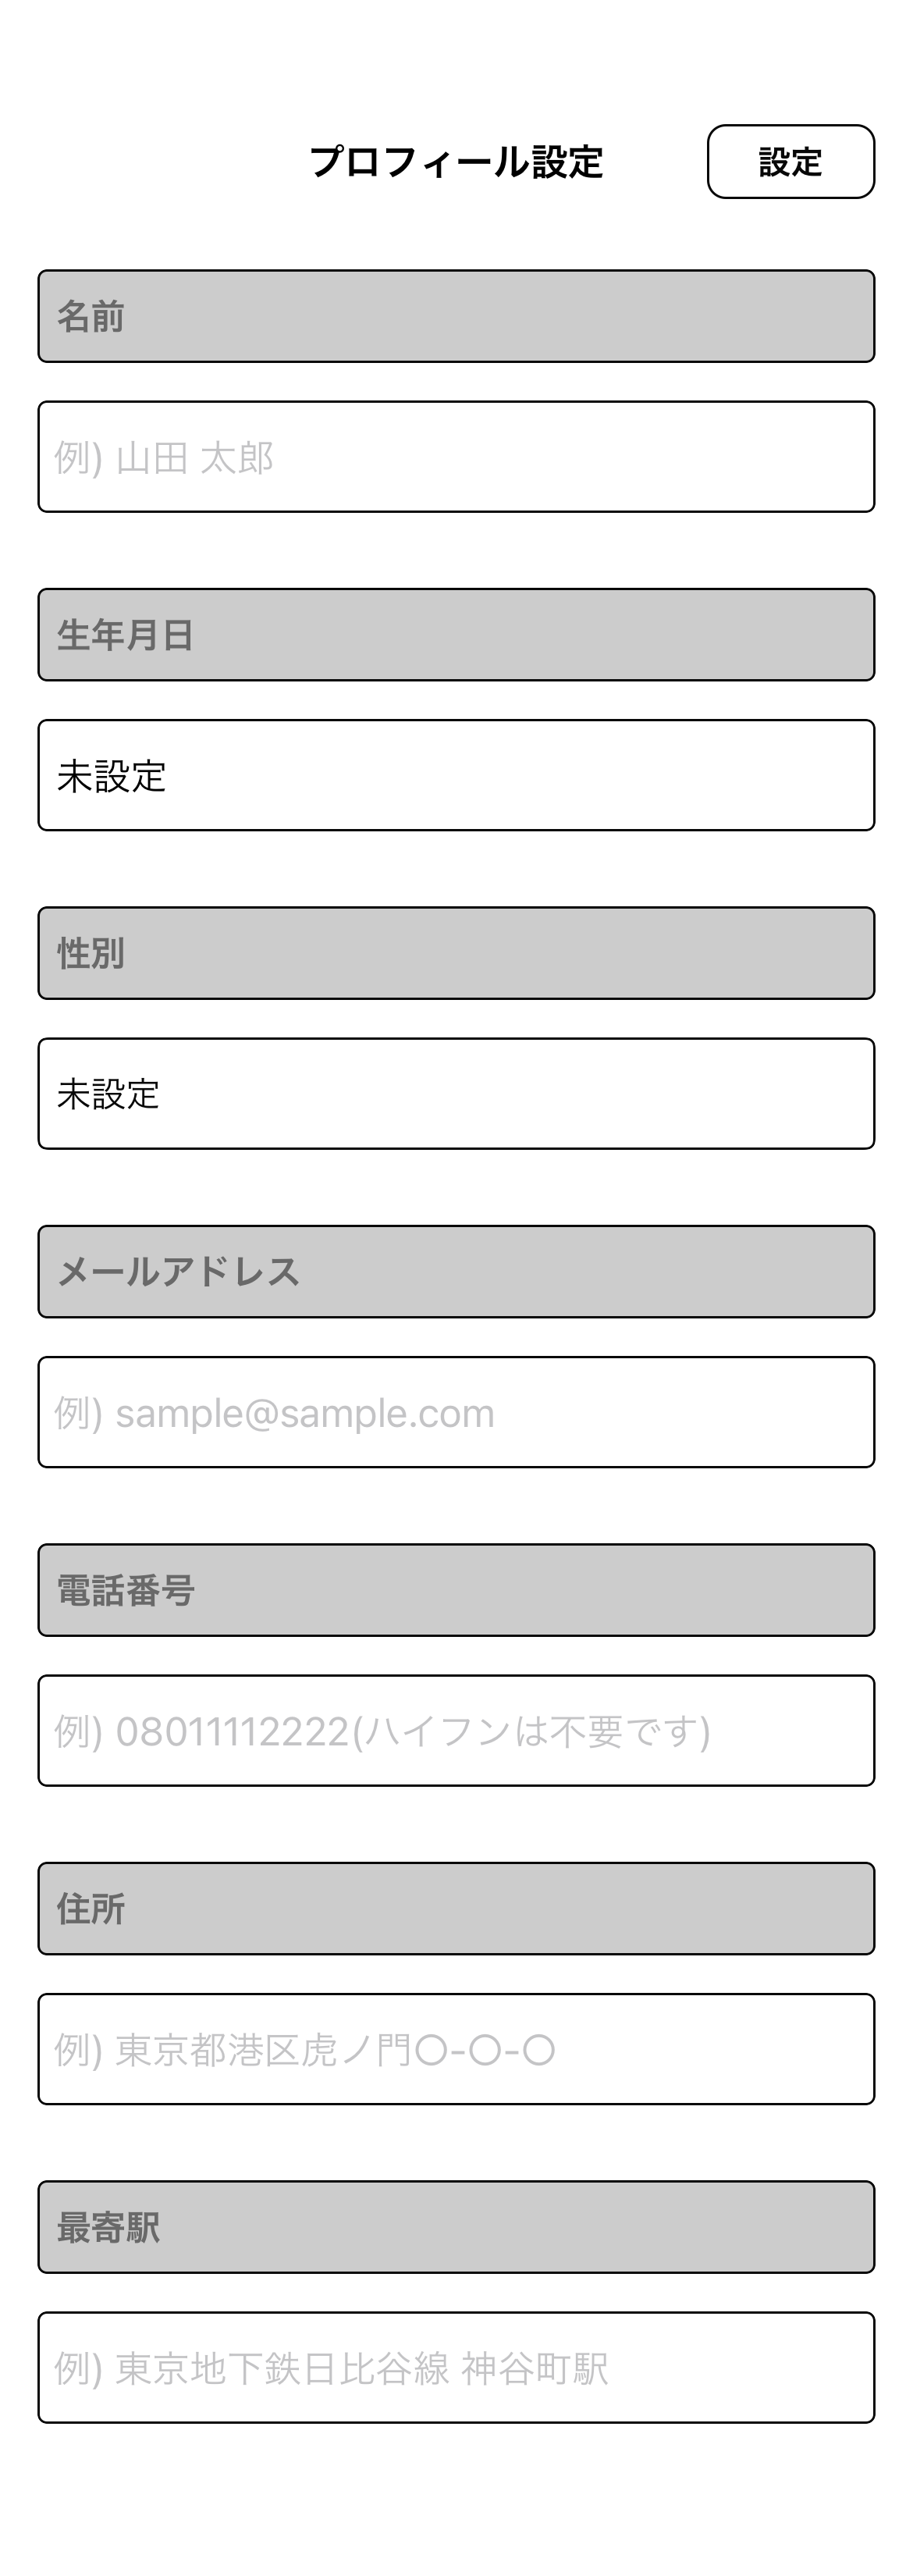 プロフィール設定
設定
名前
例) 山田 太郎
生年月日
未設定
性別
未設定
メールアドレス
例) sample@sample.com
電話番号
例) 08011112222(ハイフンは不要です)
住所
例) 東京都港区虎ノ門〇-〇-〇
最寄駅
例) 東京地下鉄日比谷線 神谷町駅